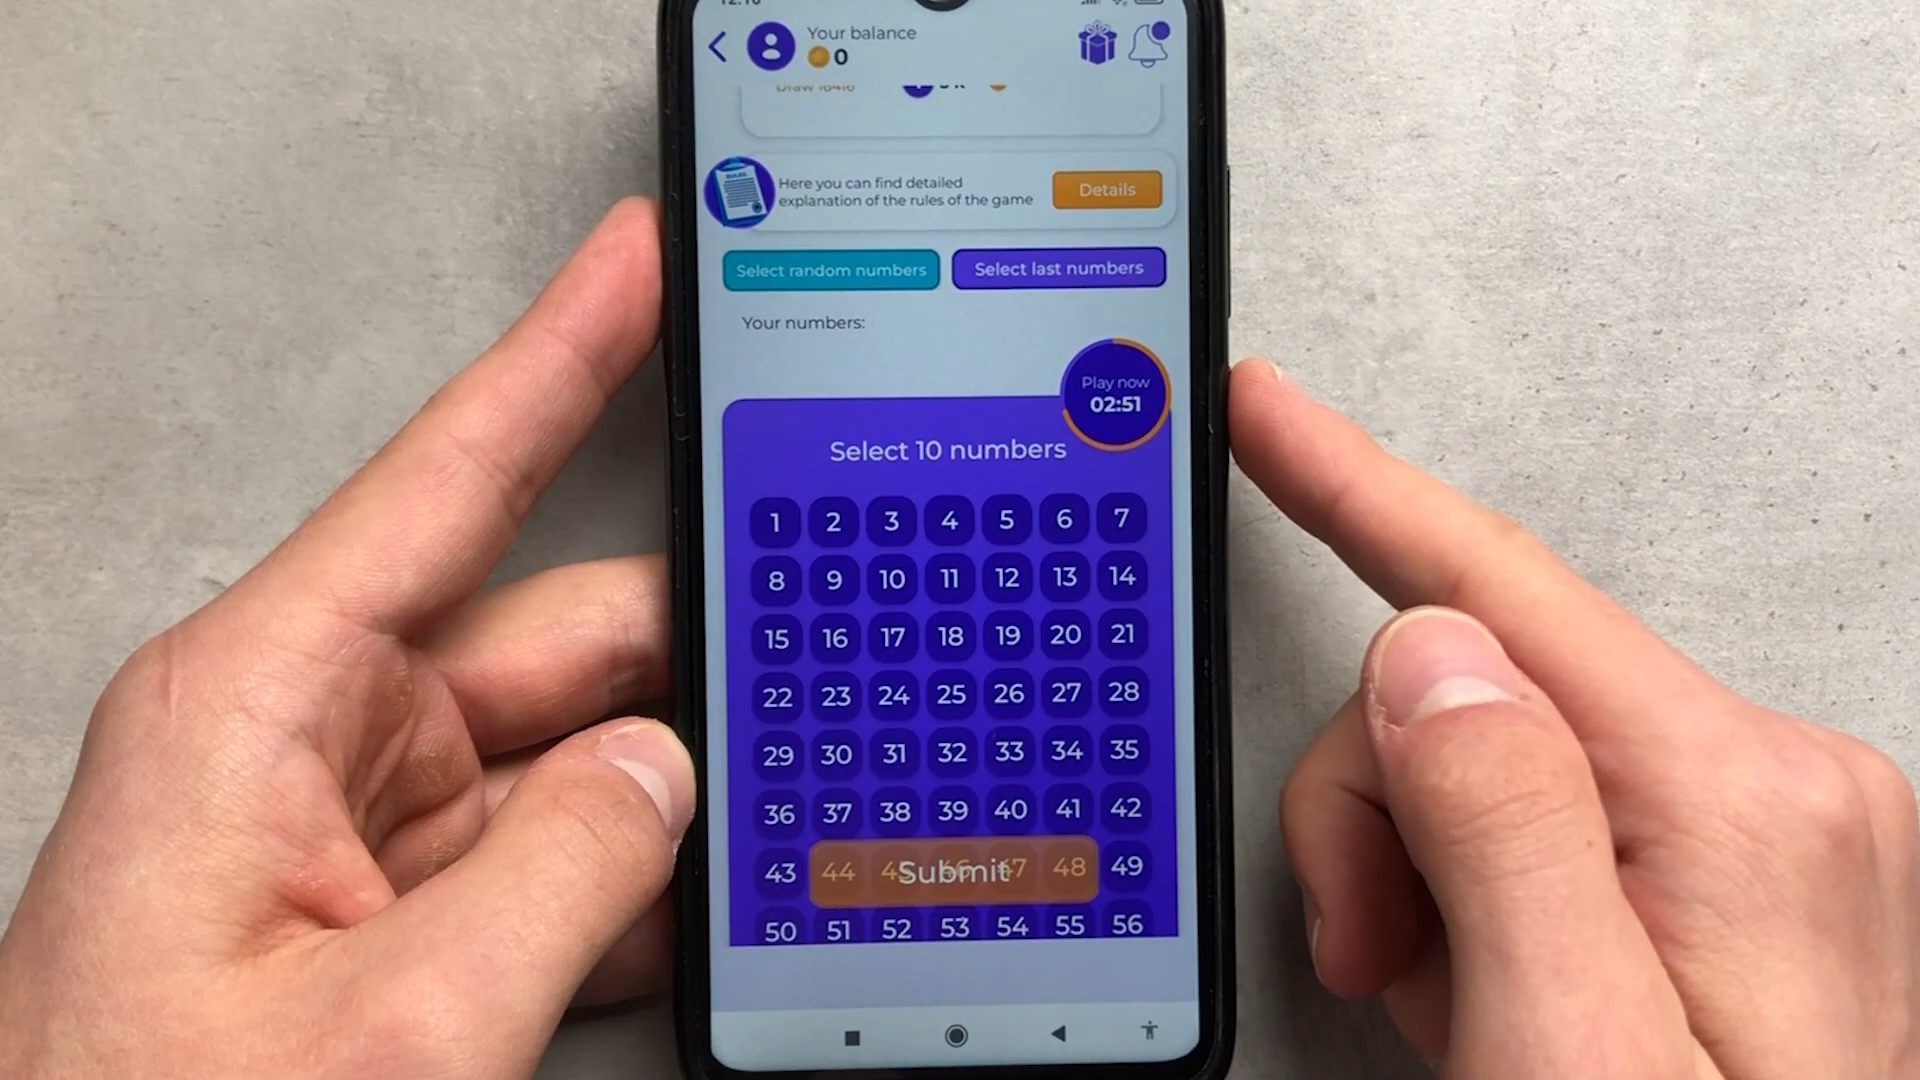 12:10
Your balance
0
Draw 16416
RULES
Here you can find detailed
explanation of the rules of the game
Details
Select random numbers
Select last numbers
Your numbers:
Play now
02:51
Select 10 numbers
1 2 3 4 5 6 7
8 9 10 11 12 13 14
15 16 17 18 19 20 21
22 23 24 25 26 27 28
29 30 31 32 33 34 35
36 37 38 39 40 41 42
43 44 45 46 47 48 49
Submit
50 51 52 53 54 55 56